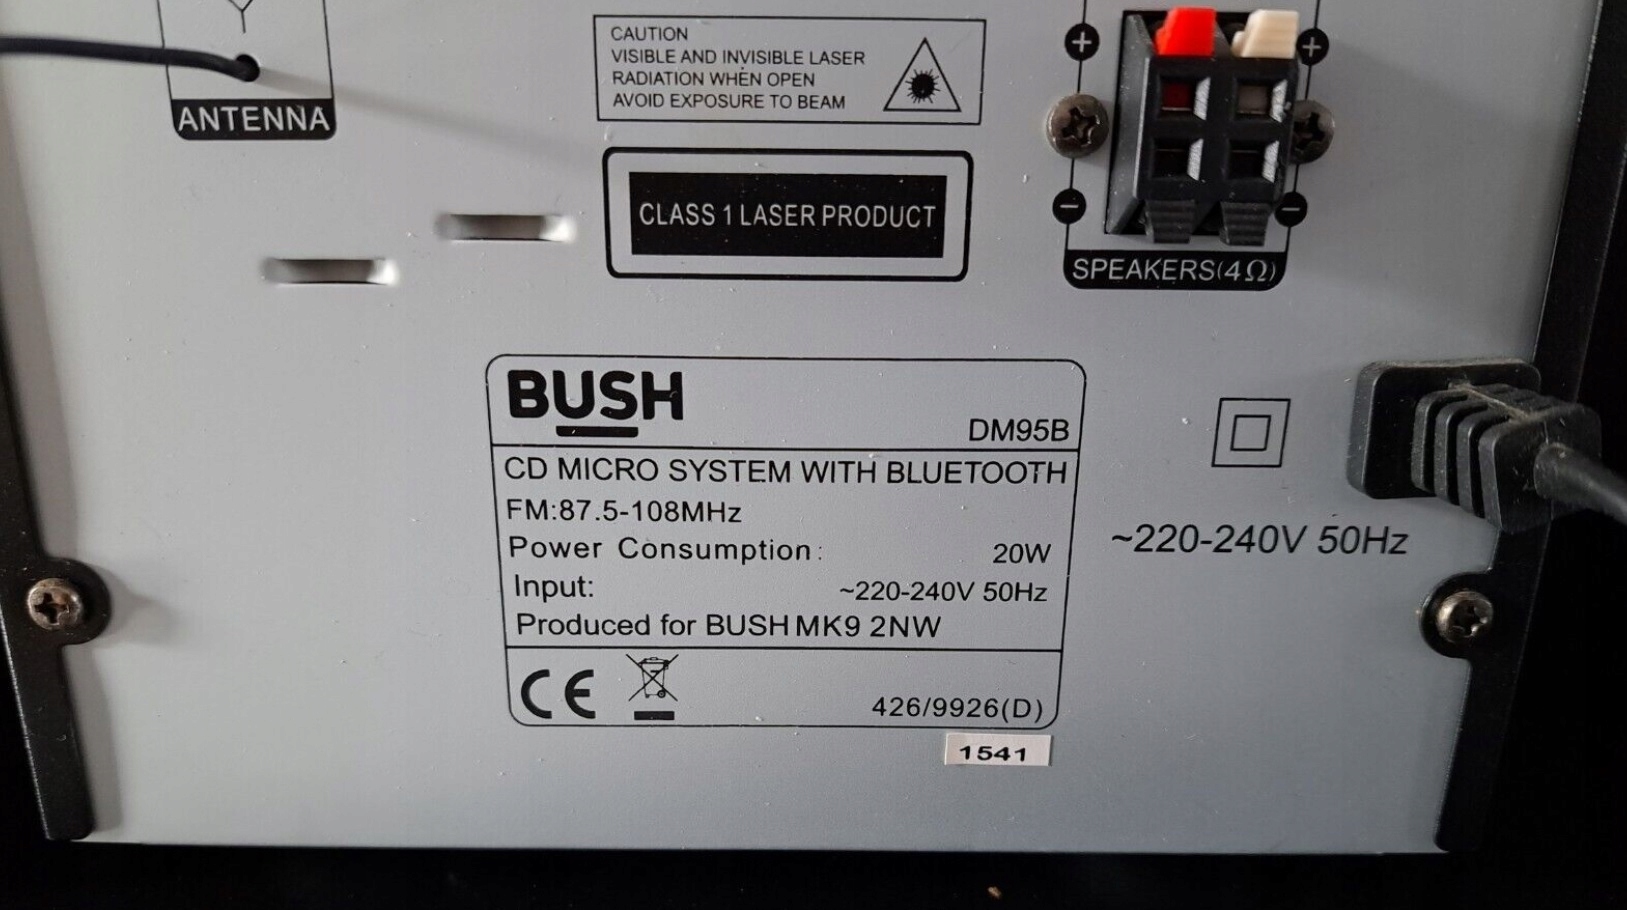 ANTENNA
CAUTION
VISIBLE AND INVISIBLE LASER
RADIATION WHEN OPEN
AVOID EXPOSURE TO BEAM
CLASS 1 LASER PRODUCT
+ +
- -
SPEAKERS(4Ω)
BUSH
DM95B
CD MICRO SYSTEM WITH BLUETOOTH
FM:87.5-108MHz
Power Consumption: 20W
Input: ~220-240V 50Hz
Produced for BUSH MK9 2NW
CE
426/9926(D)
1541
~220-240V 50Hz